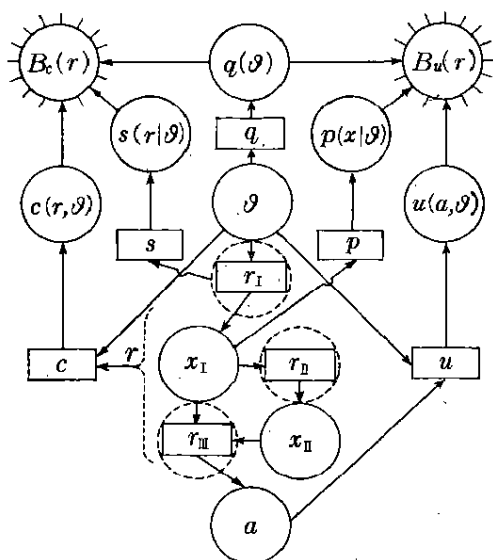 B_c(r)
q(ϑ)
B_u(r)
s(r|ϑ)
q
p(x|ϑ)
c(r,ϑ)
ϑ
u(a,ϑ)
s
p
r_I
c
r
x_I
r_II
u
r_III
x_II
a